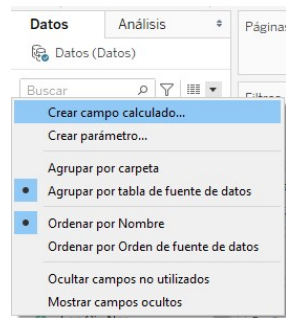 Datos Análisis Páginas
Datos (Datos)
Buscar
Crear campo calculado...
Crear parámetro...
Agrupar por carpeta
Agrupar por tabla de fuente de datos
Ordenar por Nombre
Ordenar por Orden de fuente de datos
Ocultar campos no utilizados
Mostrar campos ocultos